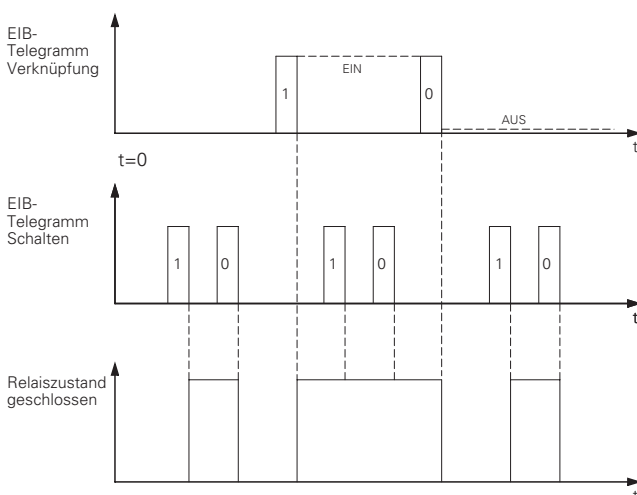 EIB-
Telegramm
Verknüpfung
EIN
1
0
AUS
t
t=0
EIB-
Telegramm
Schalten
1
0
1
0
1
0
t
Relaiszustand
geschlossen
t